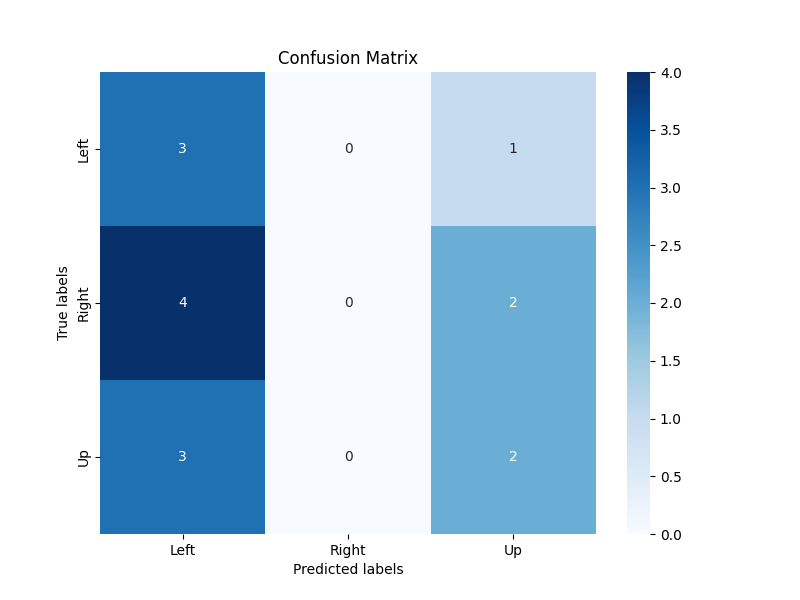 Confusion Matrix
True labels
Left
3
0
1
Right
4
0
2
Up
3
0
2
Left
Right
Up
Predicted labels
4.0
3.5
3.0
2.5
2.0
1.5
1.0
0.5
0.0